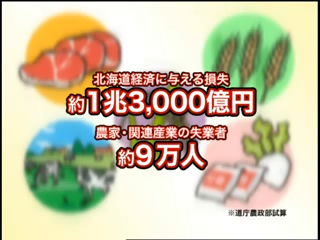 北海道経済に与える損失
約1兆3,000億円
農家・関連産業の失業者
約9万人
※道庁農政部試算